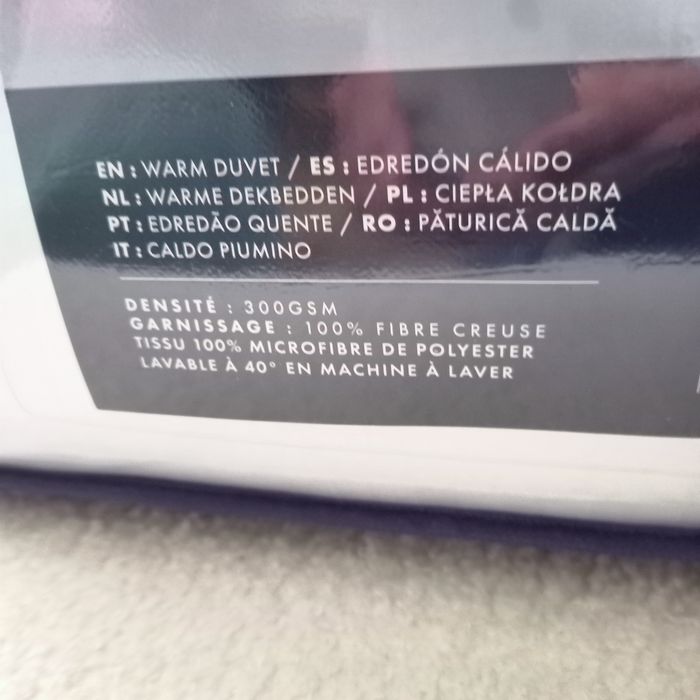 EN : WARM DUVET / ES : EDREDÓN CÁLIDO
NL : WARME DEKBEDDEN / PL : CIEPŁA KOŁDRA
PT : EDREDÃO QUENTE / RO : PĂTURICĂ CALDĂ
IT : CALDO PIUMINO
DENSITÉ : 300GSM
GARNISSAGE : 100% FIBRE CREUSE
TISSU 100% MICROFIBRE DE POLYESTER
LAVABLE À 40° EN MACHINE À LAVER